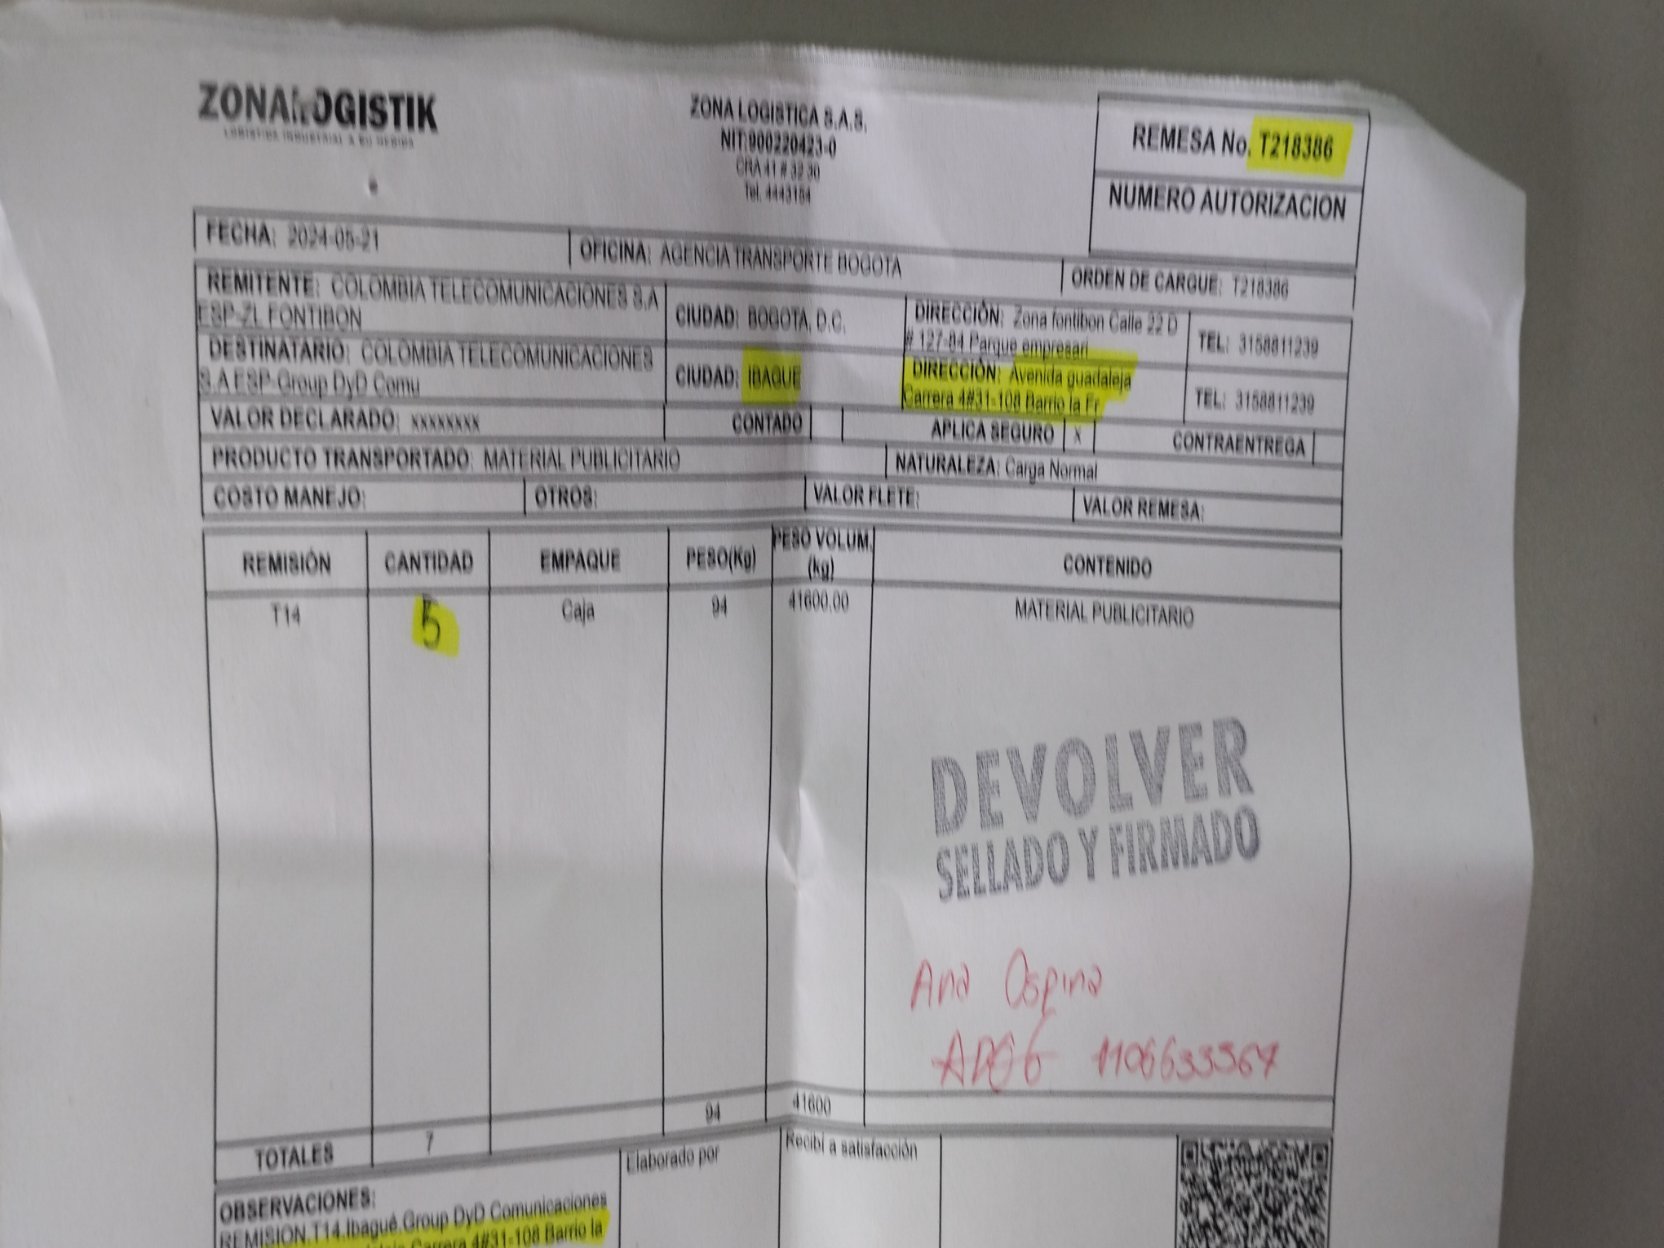 ZONALOGISTIK
LOGISTICA INDUSTRIAL A SU MEDIDA
ZONA LOGISTICA S.A.S.
NIT:900220423-0
CRA 41 # 32 30
Tel. 4443184
REMESA No. T218386
NUMERO AUTORIZACION
FECHA: 2024-05-21
OFICINA: AGENCIA TRANSPORTE BOGOTA
ORDEN DE CARGUE: T218386
REMITENTE: COLOMBIA TELECOMUNICACIONES S.A
ESP-ZL FONTIBON
CIUDAD: BOGOTA, D.C.
DIRECCIÓN: Zona fontibon Calle 22 D
# 127-84 Parque empresari
TEL: 3158811239
DESTINATARIO: COLOMBIA TELECOMUNICACIONES
S.A ESP-Group DyD Comu
CIUDAD: IBAGUE
DIRECCIÓN: Avenida guadaleja
Carrera 4#31-108 Barrio la Fr
TEL: 3158811239
VALOR DECLARADO: xxxxxxxx
CONTADO
APLICA SEGURO x
CONTRAENTREGA
PRODUCTO TRANSPORTADO: MATERIAL PUBLICITARIO
NATURALEZA: Carga Normal
COSTO MANEJO:
OTROS:
VALOR FLETE:
VALOR REMESA:
REMISIÓN CANTIDAD EMPAQUE PESO(Kg) PESO VOLUM.
(kg) CONTENIDO
T14 5 Caja 94 41600.00 MATERIAL PUBLICITARIO
DEVOLVER
SELLADO Y FIRMADO
Ana Ospina
1106633367
94 41600
TOTALES 7
Elaborado por
Recibí a satisfacción
OBSERVACIONES:
REMISION.T14.Ibagué.Group DyD Comunicaciones
Carrera 4#31-108 Barrio la